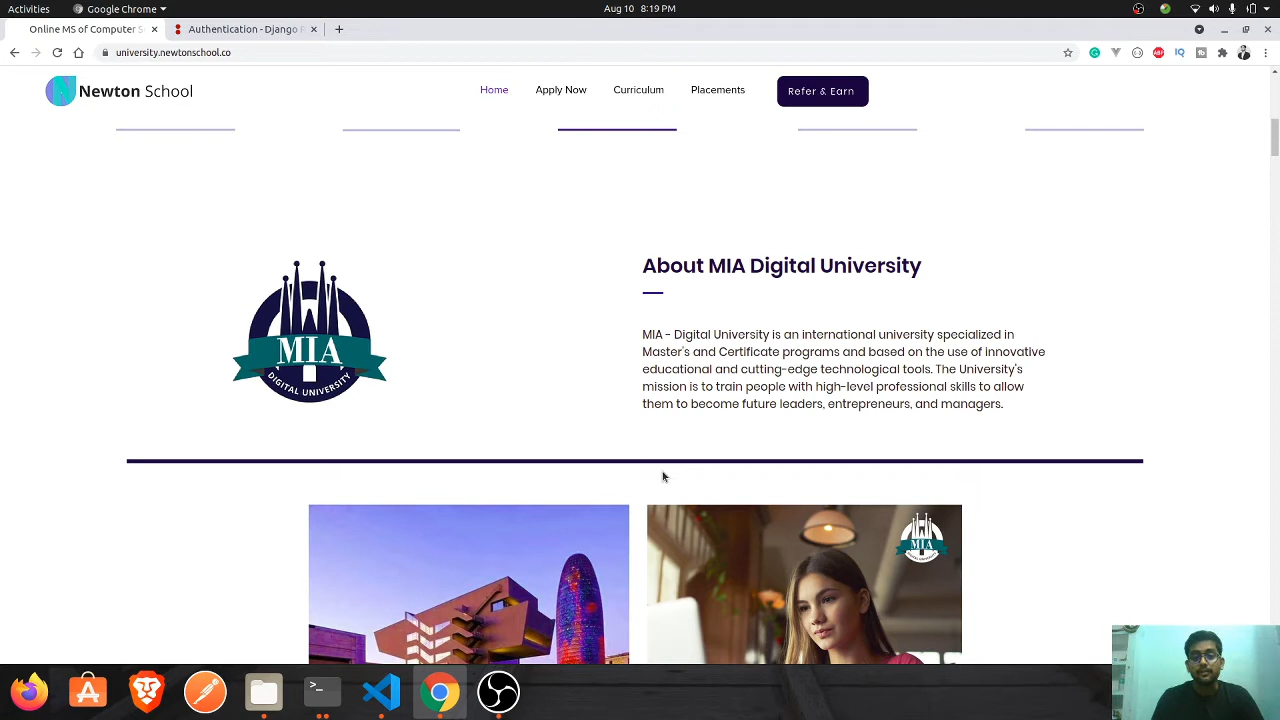 Activities
Google Chrome
Aug 10 8:19 PM
Online MS of Computer S
Authentication - Django R
university.newtonschool.co
Newton School
Home
Apply Now
Curriculum
Placements
Refer & Earn
MIA
DIGITAL UNIVERSITY
About MIA Digital University
MIA - Digital University is an international university specialized in
Master's and Certificate programs and based on the use of innovative
educational and cutting-edge technological tools. The University's
mission is to train people with high-level professional skills to allow
them to become future leaders, entrepreneurs, and managers.
MIA